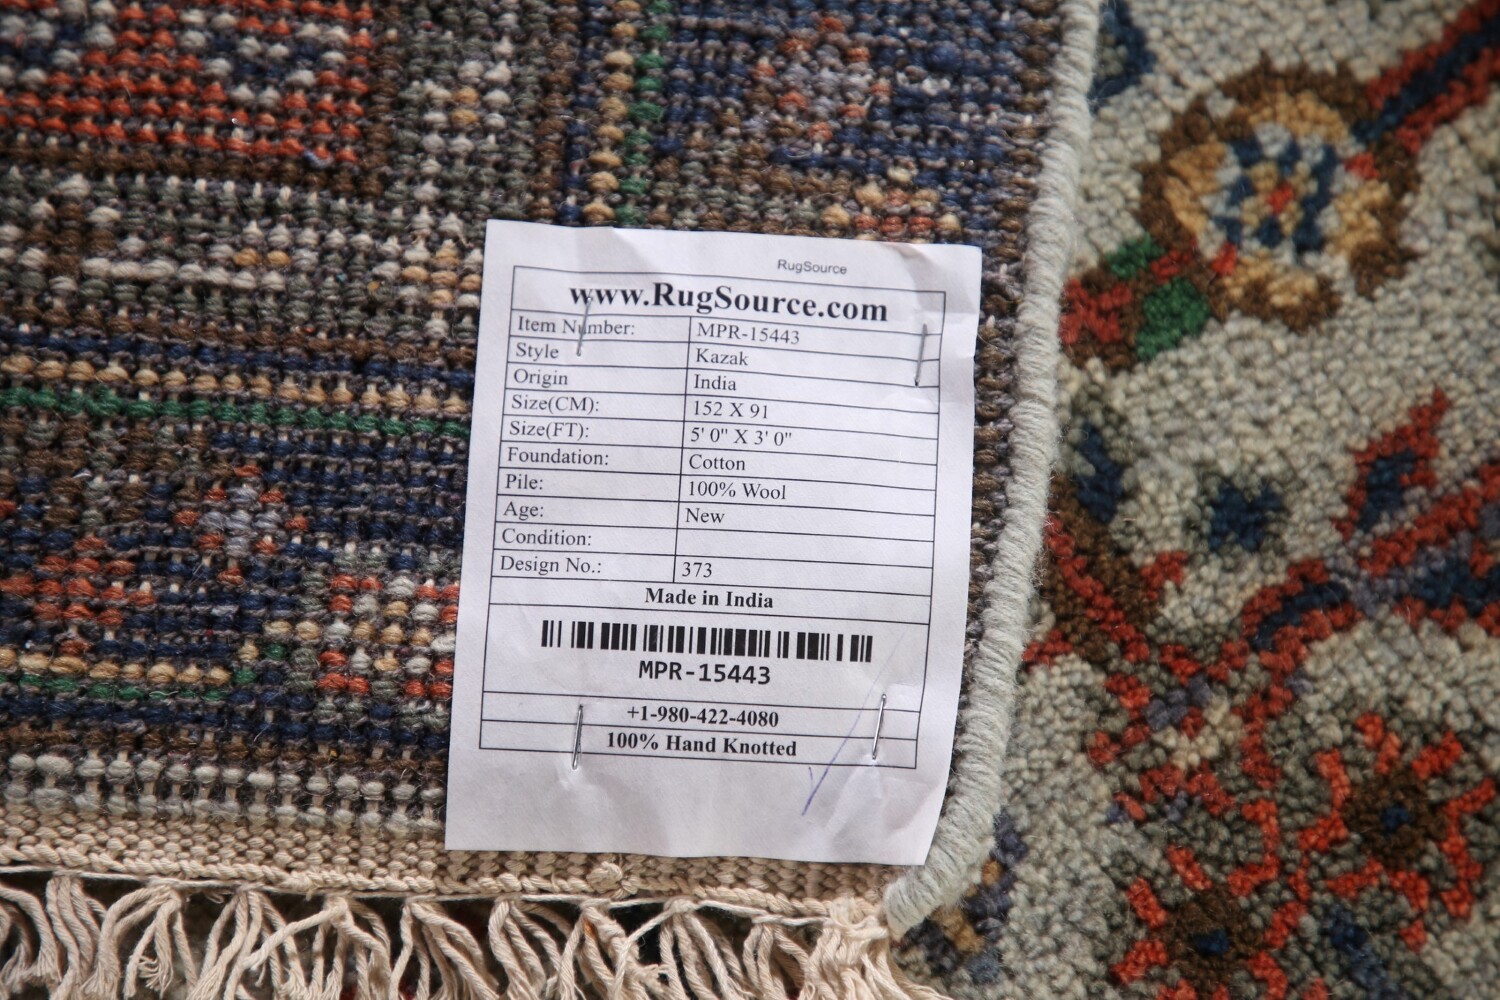 RugSource
www.RugSource.com
Item Number: MPR-15443
Style Kazak
Origin India
Size(CM): 152 X 91
Size(FT): 5' 0" X 3' 0"
Foundation: Cotton
Pile: 100% Wool
Age: New
Condition:
Design No.: 373
Made in India
MPR-15443
+1-980-422-4080
100% Hand Knotted